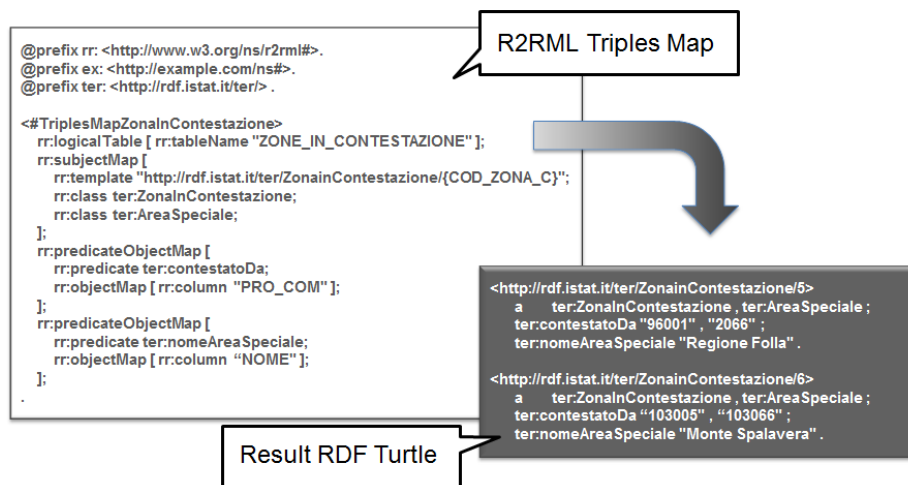 R2RML Triples Map
@prefix rr: <http://www.w3.org/ns/r2rml#>.
@prefix ex: <http://example.com/ns#>.
@prefix ter: <http://rdf.istat.it/ter/> .
<#TriplesMapZonaInContestazione>
rr:logicalTable [ rr:tableName "ZONE_IN_CONTESTAZIONE" ];
rr:subjectMap [
rr:template "http://rdf.istat.it/ter/ZonainContestazione/{COD_ZONA_C}";
rr:class ter:ZonaInContestazione;
rr:class ter:AreaSpeciale;
];
rr:predicateObjectMap [
rr:predicate ter:contestatoDa;
rr:objectMap [ rr:column "PRO_COM" ];
];
rr:predicateObjectMap [
rr:predicate ter:nomeAreaSpeciale;
rr:objectMap [ rr:column “NOME" ];
];
.
<http://rdf.istat.it/ter/ZonainContestazione/5>
a ter:ZonaInContestazione , ter:AreaSpeciale ;
ter:contestatoDa "96001" , "2066" ;
ter:nomeAreaSpeciale "Regione Folla" .
<http://rdf.istat.it/ter/ZonainContestazione/6>
a ter:ZonaInContestazione , ter:AreaSpeciale ;
ter:contestatoDa “103005" , “103066" ;
ter:nomeAreaSpeciale "Monte Spalavera" .
Result RDF Turtle